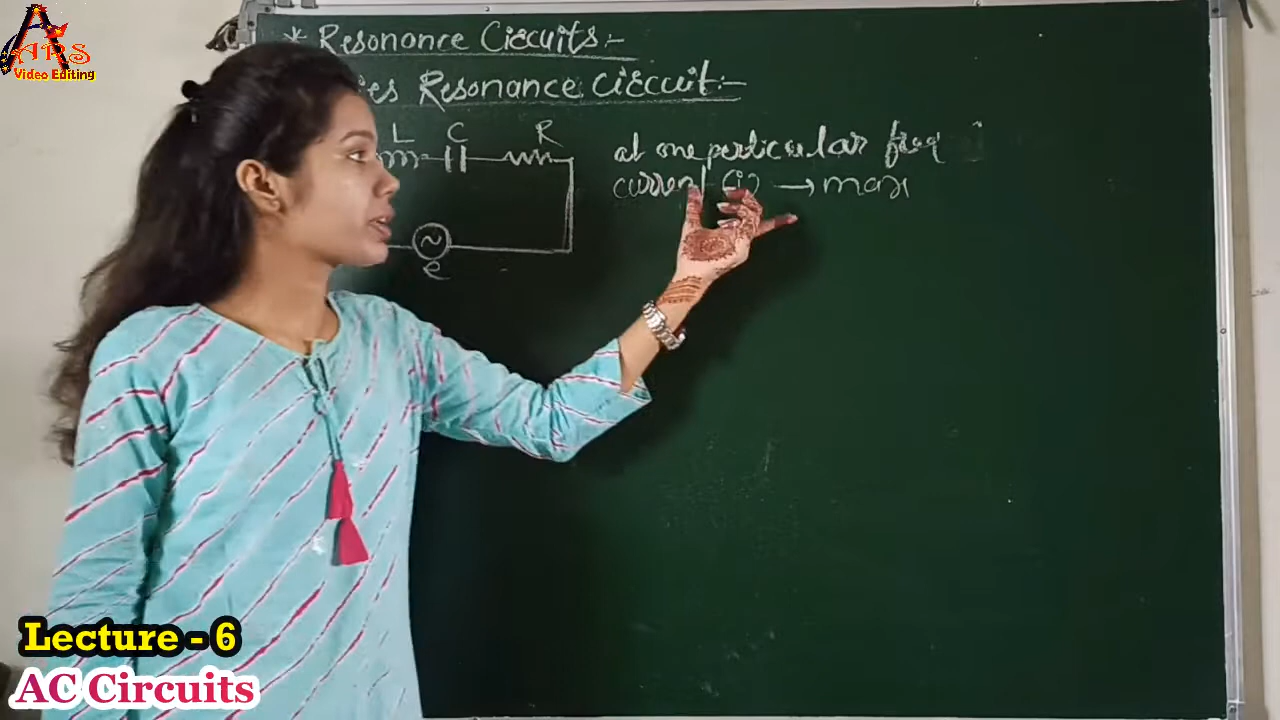 ARS
Video Editing
* Resonance Circuits:-
Resonance Circuit:-
L C R
at one particular freq
current (i) → max
e
Lecture - 6
AC Circuits